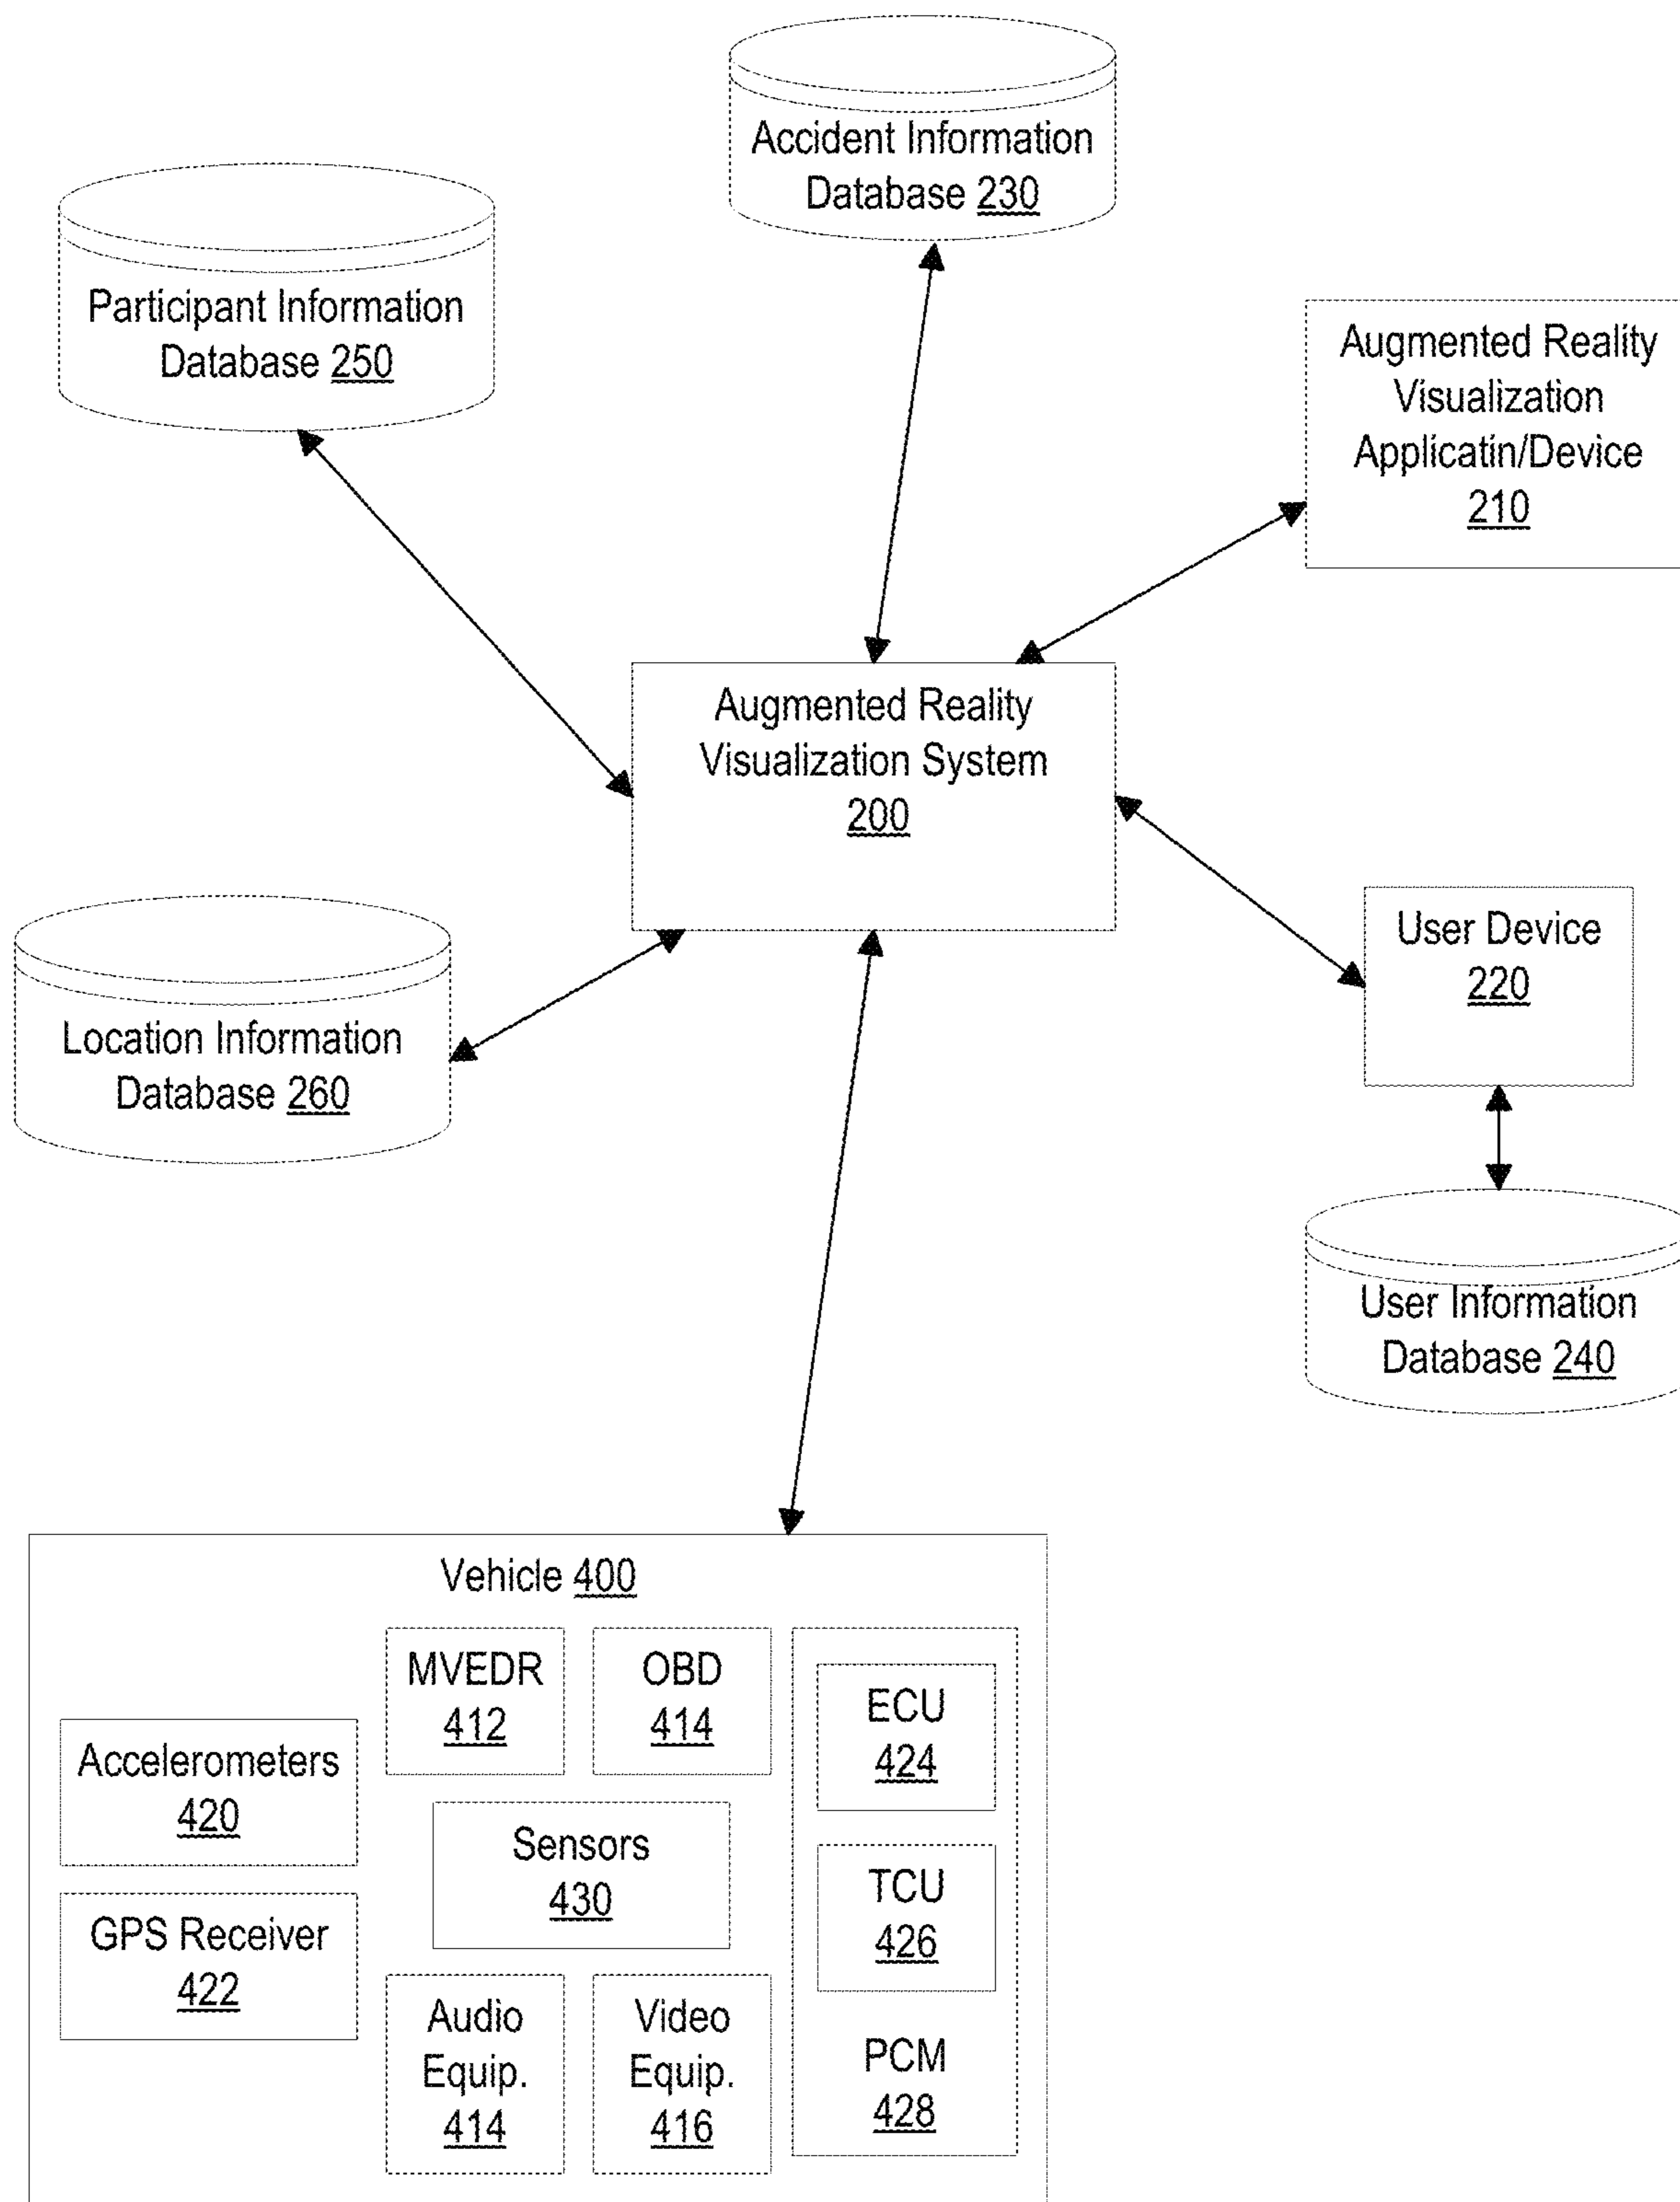 Accident Information
Database 230
Participant Information
Database 250
Augmented Reality
Visualization
Applicatin/Device
210
Augmented Reality
Visualization System
200
User Device
220
Location Information
Database 260
User Information
Database 240
Vehicle 400
MVEDR
412
OBD
414
ECU
424
Accelerometers
420
Sensors
430
TCU
426
GPS Receiver
422
Audio
Equip.
414
Video
Equip.
416
PCM
428